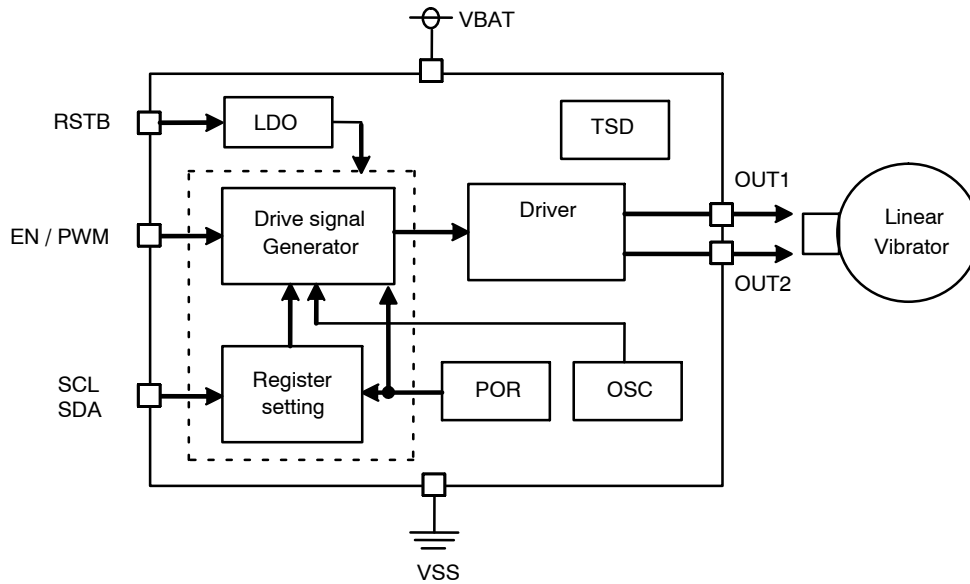 VBAT
RSTB
LDO
TSD
OUT1
EN / PWM
Drive signal
Generator
Driver
Linear
Vibrator
OUT2
SCL
SDA
Register
setting
POR
OSC
VSS